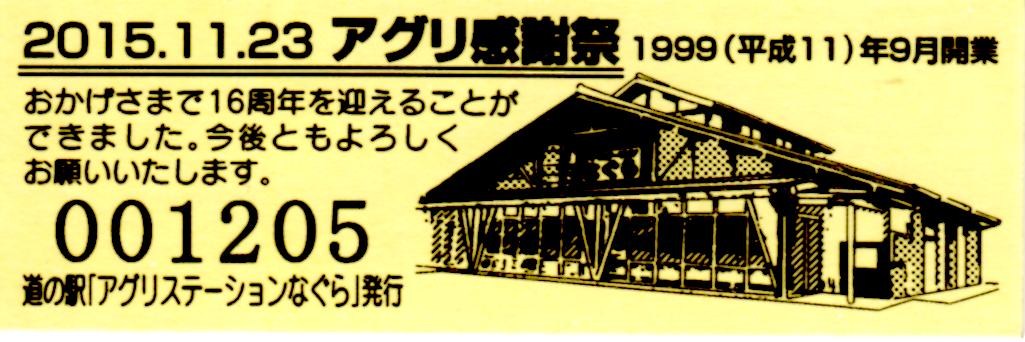 2015.11.23 アグリ感謝祭 1999(平成11)年9月開業
おかげさまで16周年を迎えることが
できました。今後ともよろしく
お願いいたします。
001205
道の駅「アグリステーションなぐら」発行